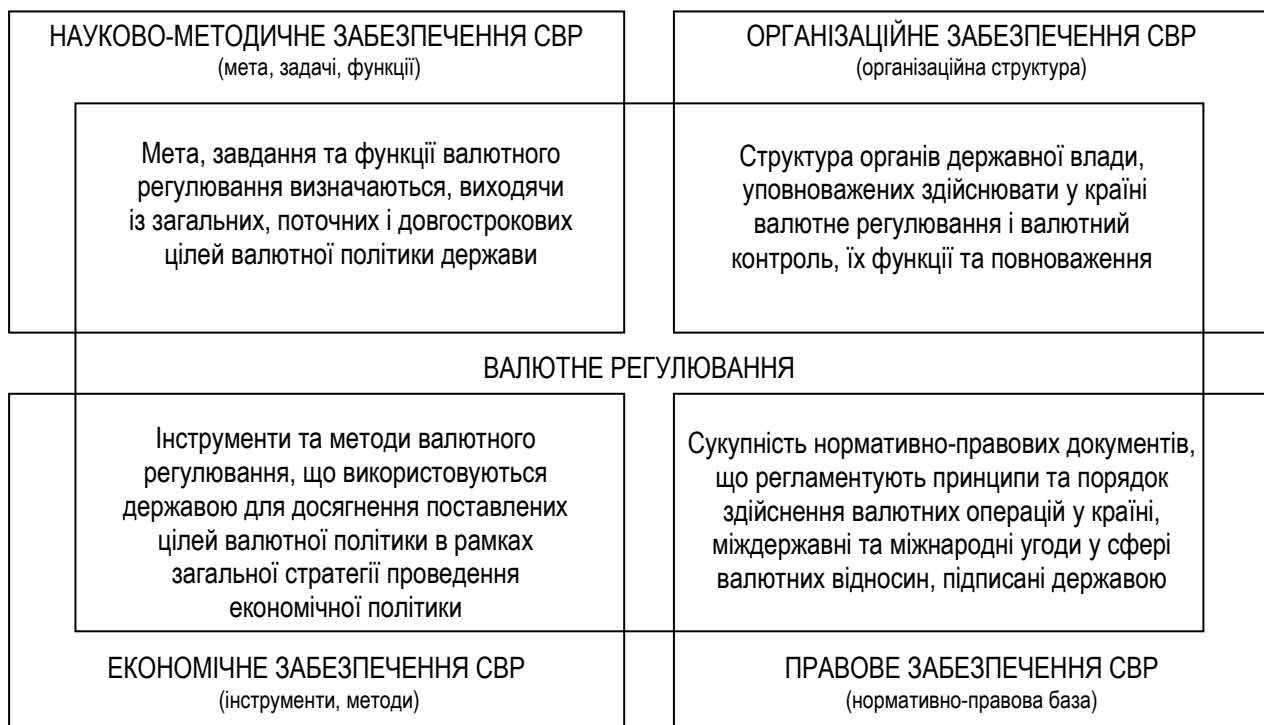 НАУКОВО-МЕТОДИЧНЕ ЗАБЕЗПЕЧЕННЯ СВР
(мета, задачі, функції)
Мета, завдання та функції валютного
регулювання визначаються, виходячи
із загальних, поточних і довгострокових
цілей валютної політики держави
ОРГАНІЗАЦІЙНЕ ЗАБЕЗПЕЧЕННЯ СВР
(організаційна структура)
Структура органів державної влади,
уповноважених здійснювати у країні
валютне регулювання і валютний
контроль, їх функції та повноваження
ВАЛЮТНЕ РЕГУЛЮВАННЯ
Інструменти та методи валютного
регулювання, що використовуються
державою для досягнення поставлених
цілей валютної політики в рамках
загальної стратегії проведення
економічної політики
ЕКОНОМІЧНЕ ЗАБЕЗПЕЧЕННЯ СВР
(інструменти, методи)
Сукупність нормативно-правових документів,
що регламентують принципи та порядок
здійснення валютних операцій у країні,
міждержавні та міжнародні угоди у сфері
валютних відносин, підписані державою
ПРАВОВЕ ЗАБЕЗПЕЧЕННЯ СВР
(нормативно-правова база)